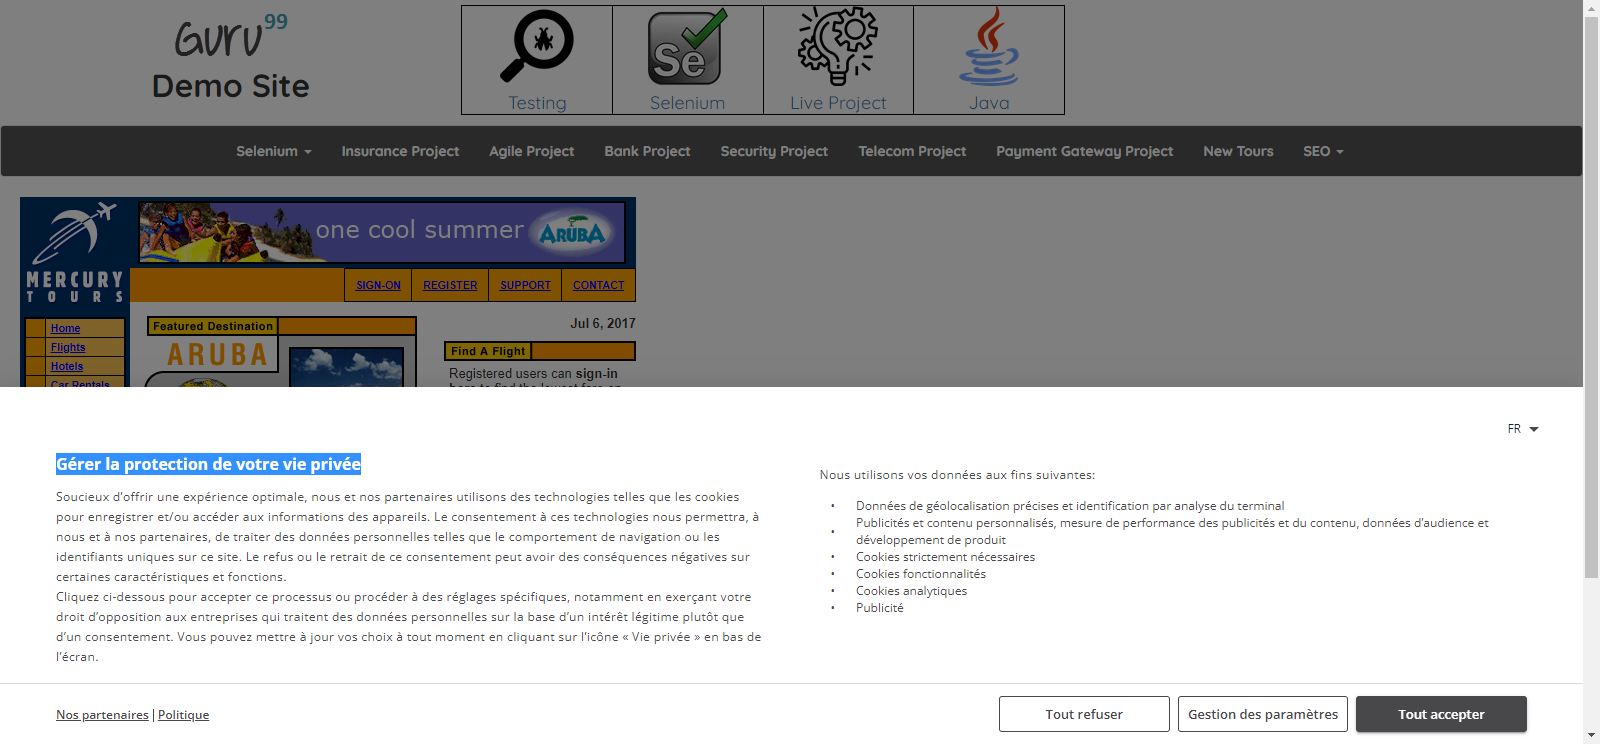 Guru99
Demo Site
Testing
Selenium
Live Project
Java
Selenium
Insurance Project
Agile Project
Bank Project
Security Project
Telecom Project
Payment Gateway Project
New Tours
SEO
one cool summer
ARUBA
MERCURY
TOURS
SIGN-ON
REGISTER
SUPPORT
CONTACT
Home
Flights
Hotels
Car Rentals
Featured Destination
ARUBA
Jul 6, 2017
Find A Flight
Registered users can sign-in
here to find the lowest fare on
FR
Gérer la protection de votre vie privée
Soucieux d’offrir une expérience optimale, nous et nos partenaires utilisons des technologies telles que les cookies
pour enregistrer et/ou accéder aux informations des appareils. Le consentement à ces technologies nous permettra, à
nous et à nos partenaires, de traiter des données personnelles telles que le comportement de navigation ou les
identifiants uniques sur ce site. Le refus ou le retrait de ce consentement peut avoir des conséquences négatives sur
certaines caractéristiques et fonctions.
Cliquez ci-dessous pour accepter ce processus ou procéder à des réglages spécifiques, notamment en exerçant votre
droit d’opposition aux entreprises qui traitent des données personnelles sur la base d’un intérêt légitime plutôt que
d’un consentement. Vous pouvez mettre à jour vos choix à tout moment en cliquant sur l’icône « Vie privée » en bas de
l’écran.
Nous utilisons vos données aux fins suivantes:
• Données de géolocalisation précises et identification par analyse du terminal
• Publicités et contenu personnalisés, mesure de performance des publicités et du contenu, données d’audience et
développement de produit
• Cookies strictement nécessaires
• Cookies fonctionnalités
• Cookies analytiques
• Publicité
Nos partenaires | Politique
Tout refuser
Gestion des paramètres
Tout accepter